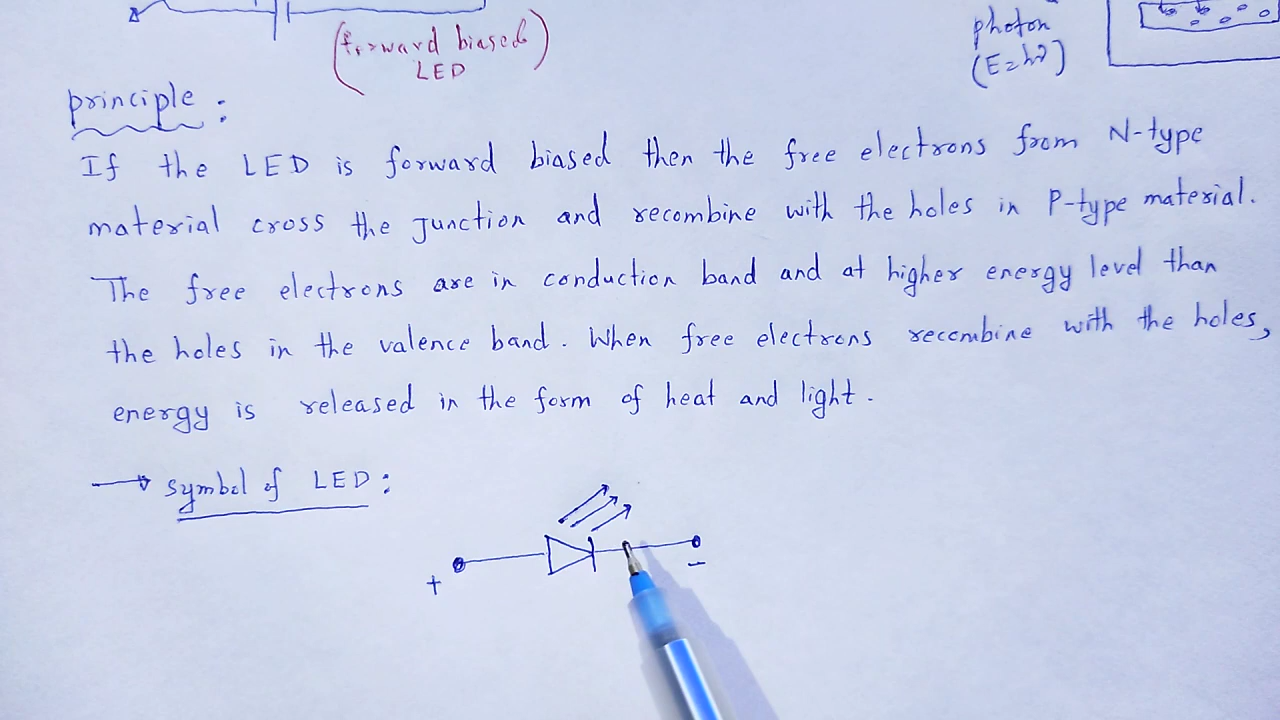 (forward biased
LED)
photon
(E=hν)
principle :
If the LED is forward biased then the free electrons from N-type
material cross the junction and recombine with the holes in P-type material.
The free electrons are in conduction band and at higher energy level than
the holes in the valence band. When free electrons recombine with the holes,
energy is released in the form of heat and light.
→ symbol of LED:
+ −